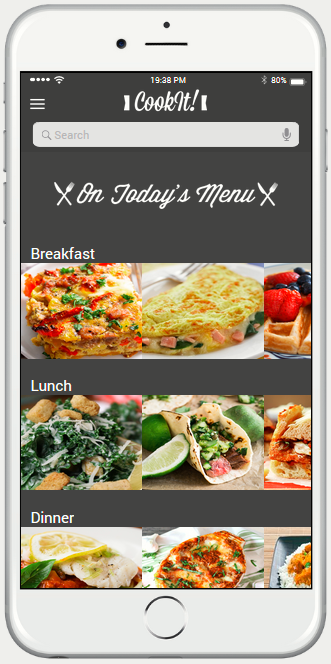 19:38 PM
80%
CookIt!
Search
On Today's Menu
Breakfast
Lunch
Dinner